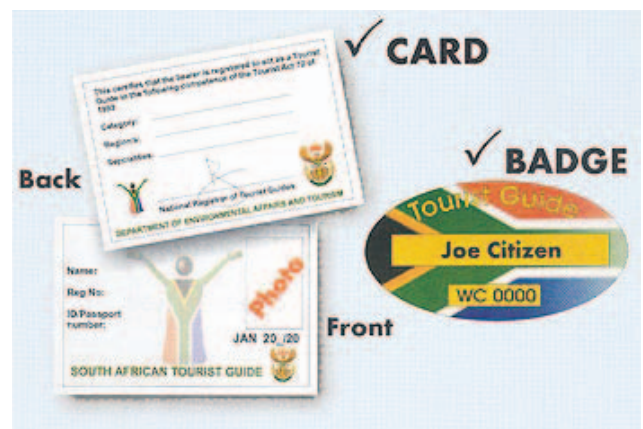 CARD
This certifies that the bearer is registered to act as a Tourist
Guide in the following competence of the Tourist Act 72 of
1993
Category:
Region/s:
Specialities:
National Registrar of Tourist Guides
DEPARTMENT OF ENVIRONMENTAL AFFAIRS AND TOURISM
Back
BADGE
Tourist Guide
Joe Citizen
WC 0000
Name:
Reg No:
ID/Passport
number:
Photo
JAN 20_/20
SOUTH AFRICAN TOURIST GUIDE
Front